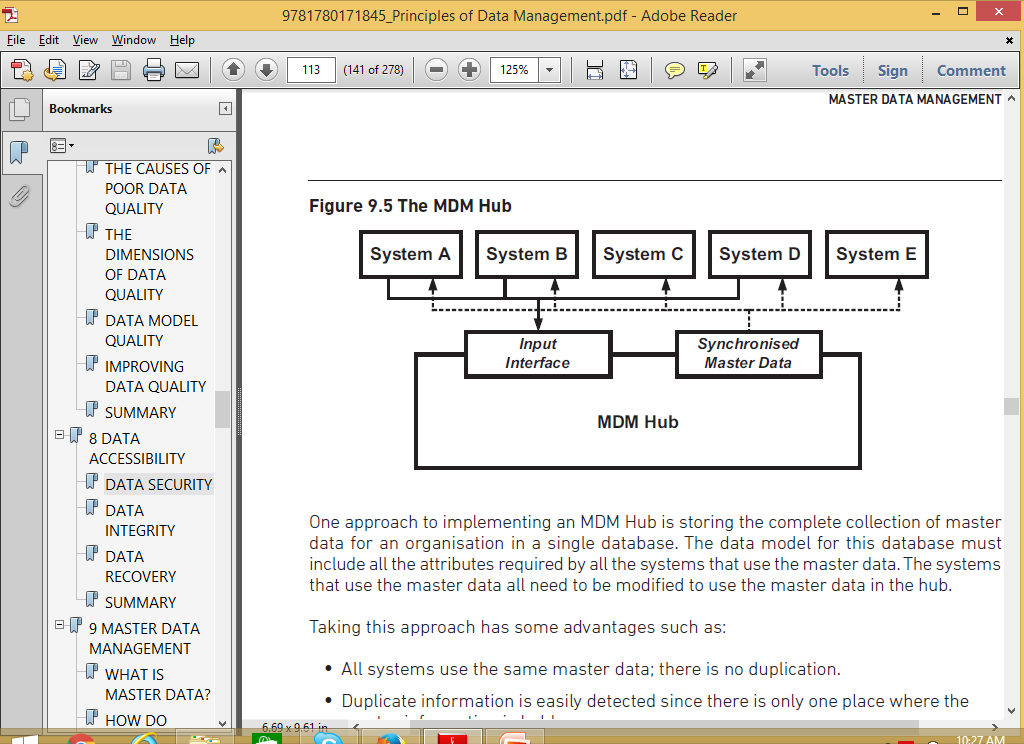 9781780171845_Principles of Data Management.pdf - Adobe Reader
File Edit View Window Help
113 (141 of 278) 125% Tools Sign Comment
Bookmarks
THE CAUSES OF
POOR DATA
QUALITY
THE
DIMENSIONS
OF DATA
QUALITY
DATA MODEL
QUALITY
IMPROVING
DATA QUALITY
SUMMARY
8 DATA
ACCESSIBILITY
DATA SECURITY
DATA
INTEGRITY
DATA
RECOVERY
SUMMARY
9 MASTER DATA
MANAGEMENT
WHAT IS
MASTER DATA?
HOW DO
MASTER DATA MANAGEMENT
Figure 9.5 The MDM Hub
System A System B System C System D System E
Input
Interface
Synchronised
Master Data
MDM Hub
One approach to implementing an MDM Hub is storing the complete collection of master
data for an organisation in a single database. The data model for this database must
include all the attributes required by all the systems that use the master data. The systems
that use the master data all need to be modified to use the master data in the hub.
Taking this approach has some advantages such as:
• All systems use the same master data; there is no duplication.
• Duplicate information is easily detected since there is only one place where the
6.69 x 9.61 in
10:27 AM